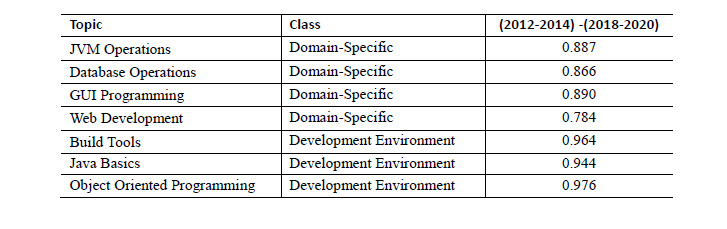 Topic Class (2012-2014) -(2018-2020)
JVM Operations Domain-Specific 0.887
Database Operations Domain-Specific 0.866
GUI Programming Domain-Specific 0.890
Web Development Domain-Specific 0.784
Build Tools Development Environment 0.964
Java Basics Development Environment 0.944
Object Oriented Programming Development Environment 0.976